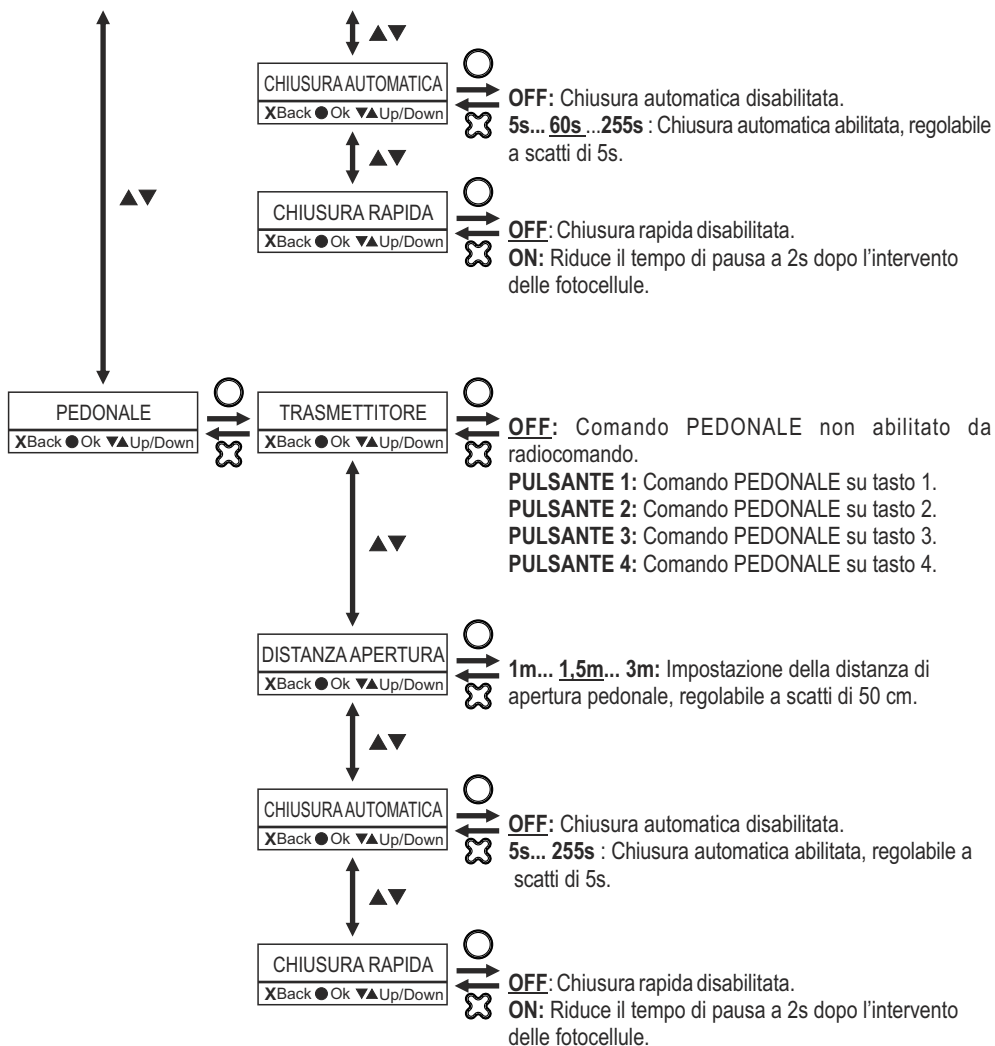 ▲▼
CHIUSURA AUTOMATICA
XBack ● Ok ▼▲Up/Down
OFF: Chiusura automatica disabilitata.
5s... 60s ...255s : Chiusura automatica abilitata, regolabile
a scatti di 5s.
▲▼
▲▼
CHIUSURA RAPIDA
XBack ● Ok ▼▲Up/Down
OFF: Chiusura rapida disabilitata.
ON: Riduce il tempo di pausa a 2s dopo l'intervento
delle fotocellule.
PEDONALE
XBack ● Ok ▼▲Up/Down
TRASMETTITORE
XBack ● Ok ▼▲Up/Down
OFF: Comando PEDONALE non abilitato da
radiocomando.
PULSANTE 1: Comando PEDONALE su tasto 1.
PULSANTE 2: Comando PEDONALE su tasto 2.
PULSANTE 3: Comando PEDONALE su tasto 3.
PULSANTE 4: Comando PEDONALE su tasto 4.
▲▼
DISTANZA APERTURA
XBack ● Ok ▼▲Up/Down
1m... 1,5m... 3m: Impostazione della distanza di
apertura pedonale, regolabile a scatti di 50 cm.
▲▼
CHIUSURA AUTOMATICA
XBack ● Ok ▼▲Up/Down
OFF: Chiusura automatica disabilitata.
5s... 255s : Chiusura automatica abilitata, regolabile a
scatti di 5s.
▲▼
CHIUSURA RAPIDA
XBack ● Ok ▼▲Up/Down
OFF: Chiusura rapida disabilitata.
ON: Riduce il tempo di pausa a 2s dopo l'intervento
delle fotocellule.